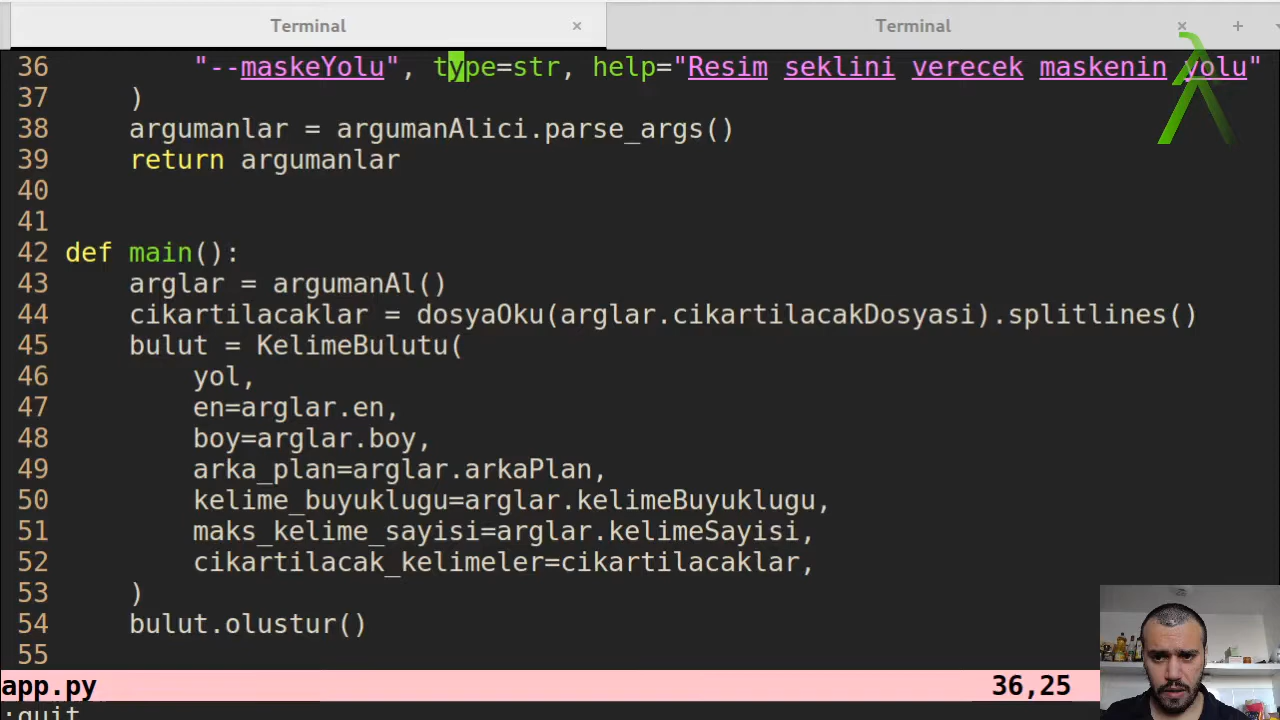 Terminal × Terminal × +
36 "--maskeYolu", type=str, help="Resim seklini verecek maskenin yolu"
37 )
38 argumanlar = argumanAlici.parse_args()
39 return argumanlar
40
41
42 def main():
43 arglar = argumanAl()
44 cikartilacaklar = dosyaOku(arglar.cikartilacakDosyasi).splitlines()
45 bulut = KelimeBulutu(
46 yol,
47 en=arglar.en,
48 boy=arglar.boy,
49 arka_plan=arglar.arkaPlan,
50 kelime_buyuklugu=arglar.kelimeBuyuklugu,
51 maks_kelime_sayisi=arglar.kelimeSayisi,
52 cikartilacak_kelimeler=cikartilacaklar,
53 )
54 bulut.olustur()
55
app.py 36,25
:quit